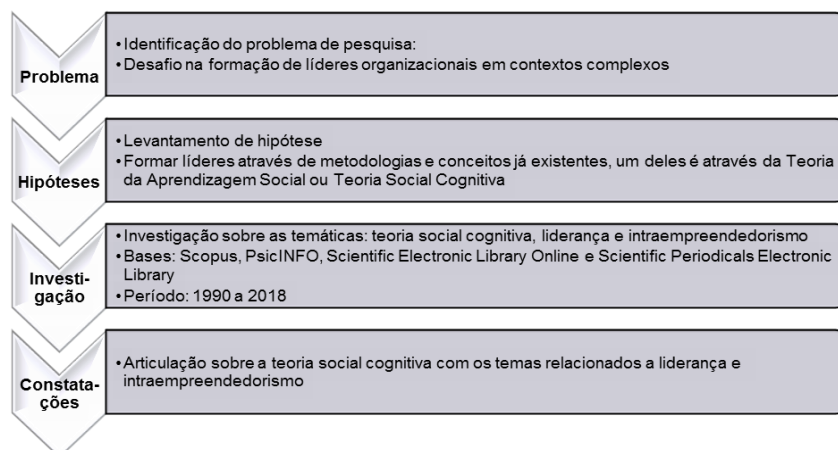 Problema
•Identificação do problema de pesquisa:
•Desafio na formação de líderes organizacionais em contextos complexos
Hipóteses
•Levantamento de hipótese
•Formar líderes através de metodologias e conceitos já existentes, um deles é através da Teoria
da Aprendizagem Social ou Teoria Social Cognitiva
Investi-
gação
•Investigação sobre as temáticas: teoria social cognitiva, liderança e intraempreendedorismo
•Bases: Scopus, PsicINFO, Scientific Electronic Library Online e Scientific Periodicals Electronic
Library
•Período: 1990 a 2018
Constata-
ções
•Articulação sobre a teoria social cognitiva com os temas relacionados a liderança e
intraempreendedorismo